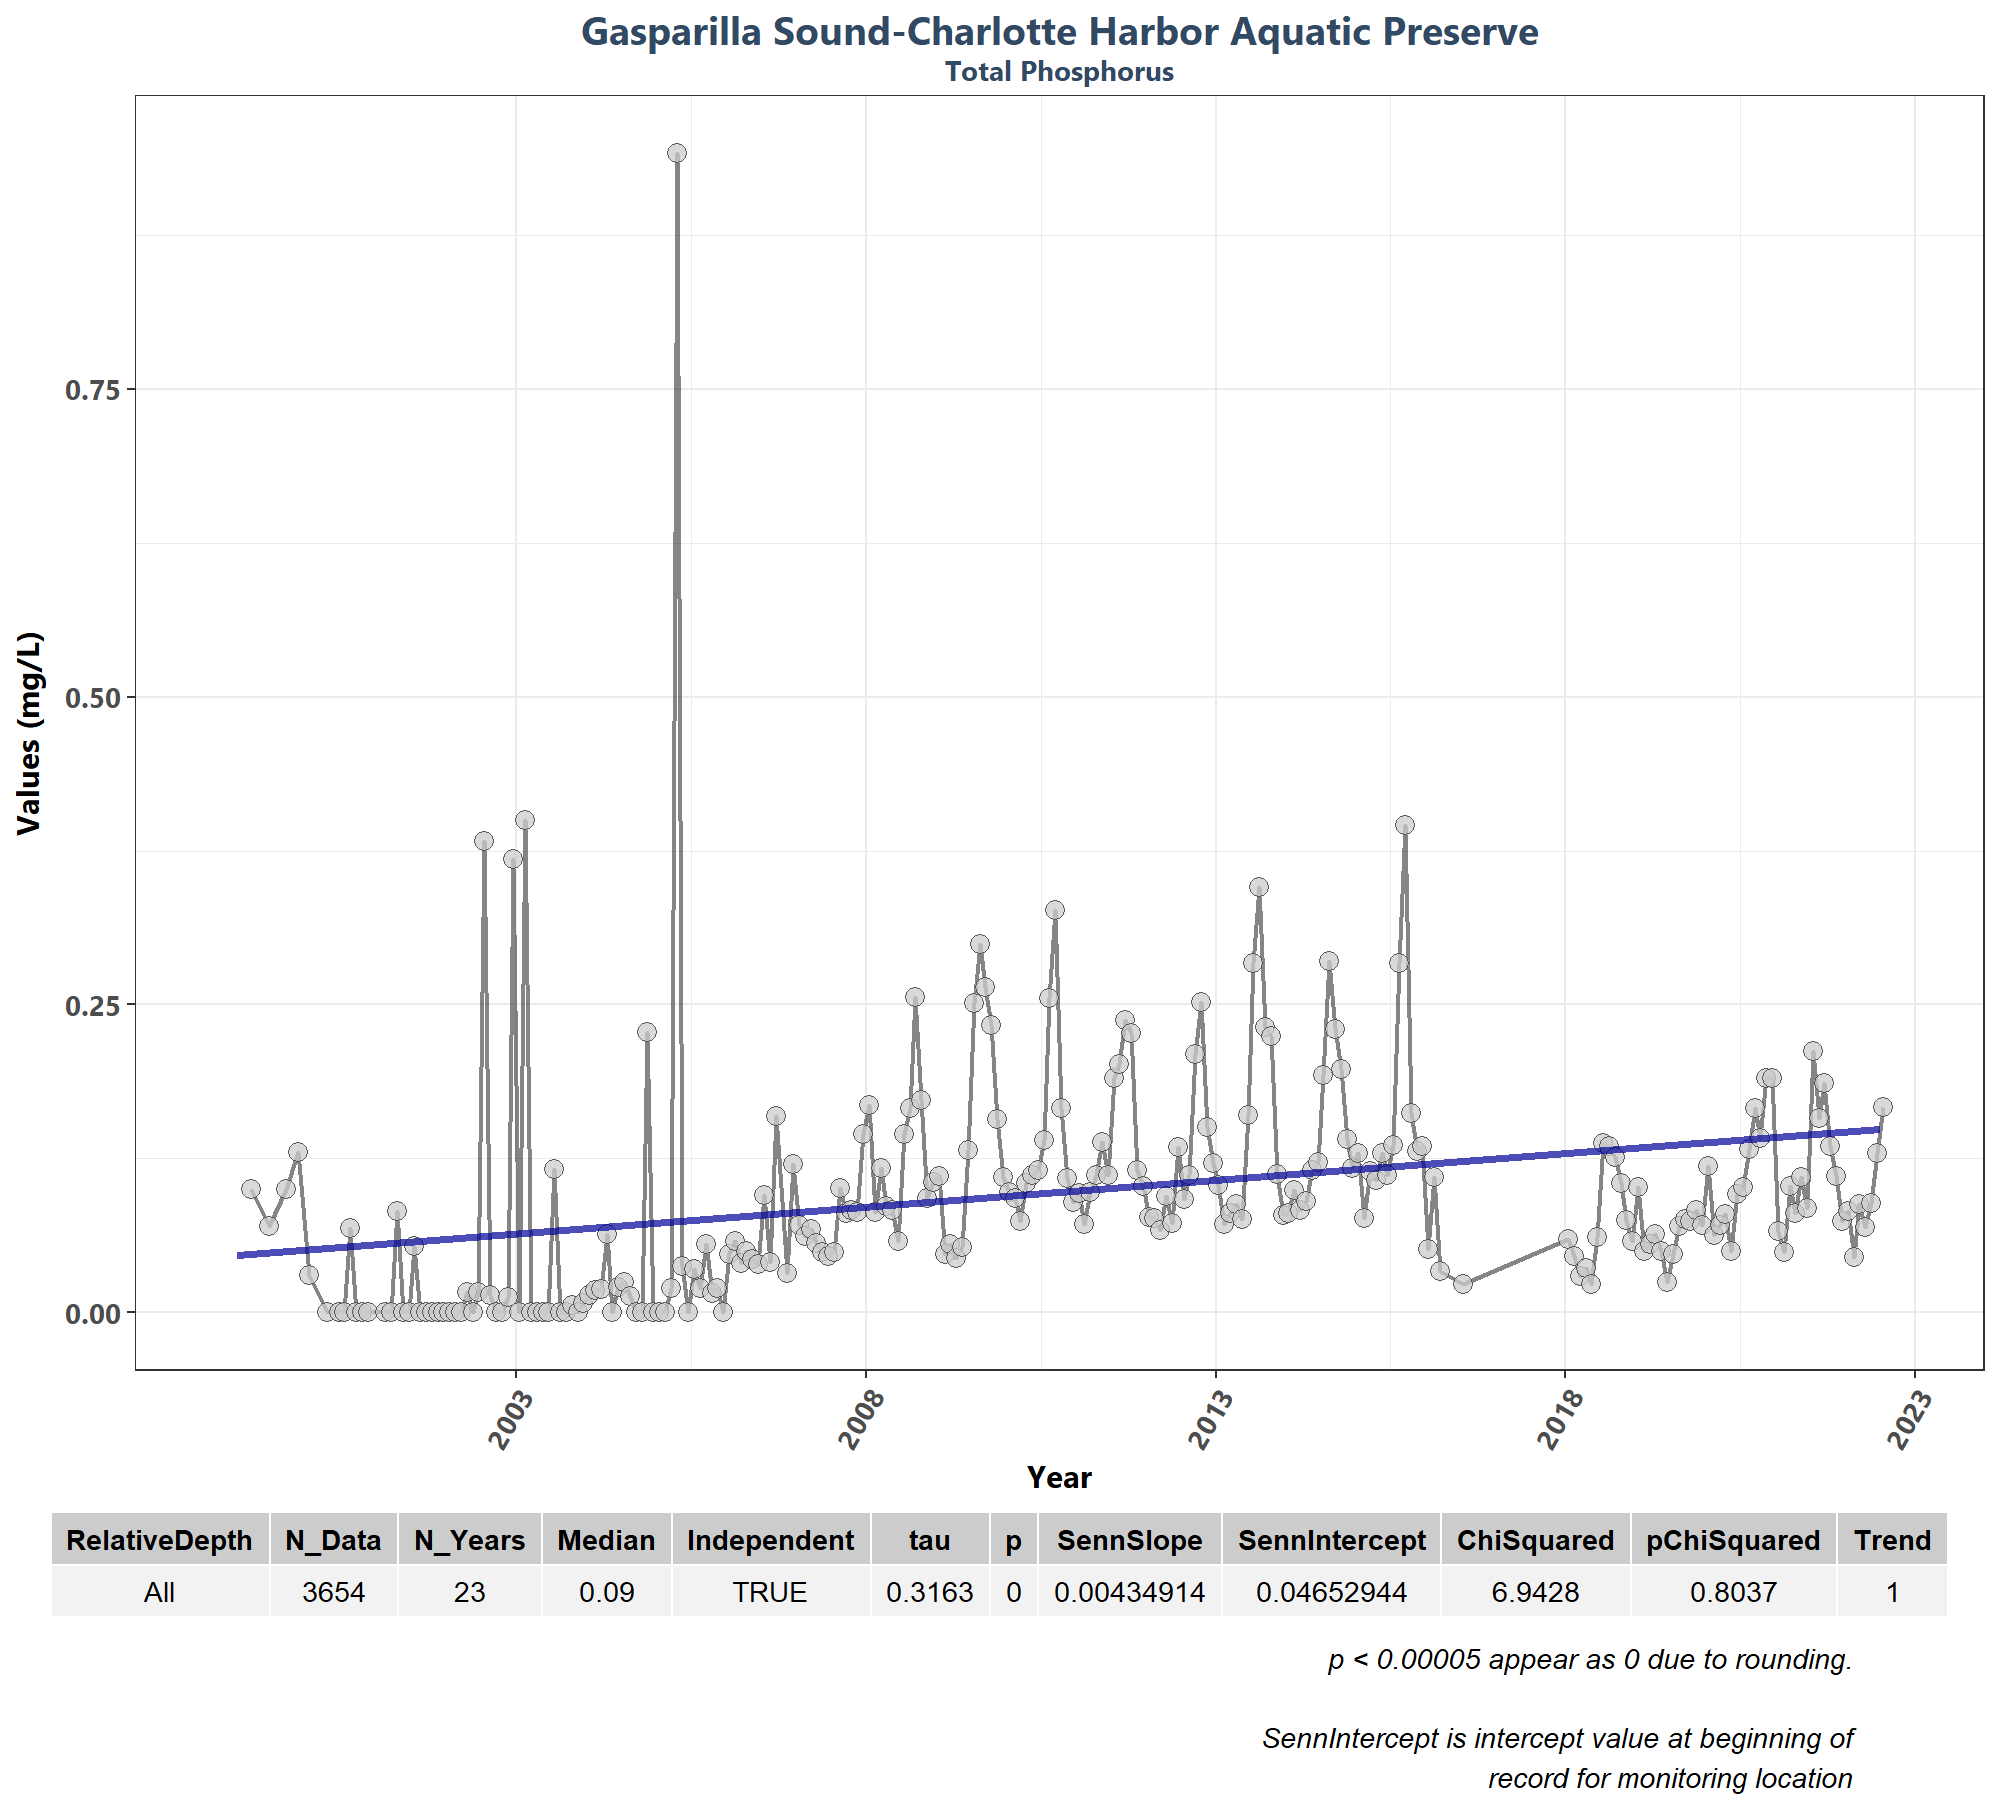 Gasparilla Sound-Charlotte Harbor Aquatic Preserve
Total Phosphorus
Values (mg/L)
0.75
0.50
0.25
0.00
2003 2008 2013 2018 2023
Year
RelativeDepth N_Data N_Years Median Independent tau p SennSlope SennIntercept ChiSquared pChiSquared Trend
All 3654 23 0.09 TRUE 0.3163 0 0.00434914 0.04652944 6.9428 0.8037 1
p < 0.00005 appear as 0 due to rounding.
SennIntercept is intercept value at beginning of
record for monitoring location